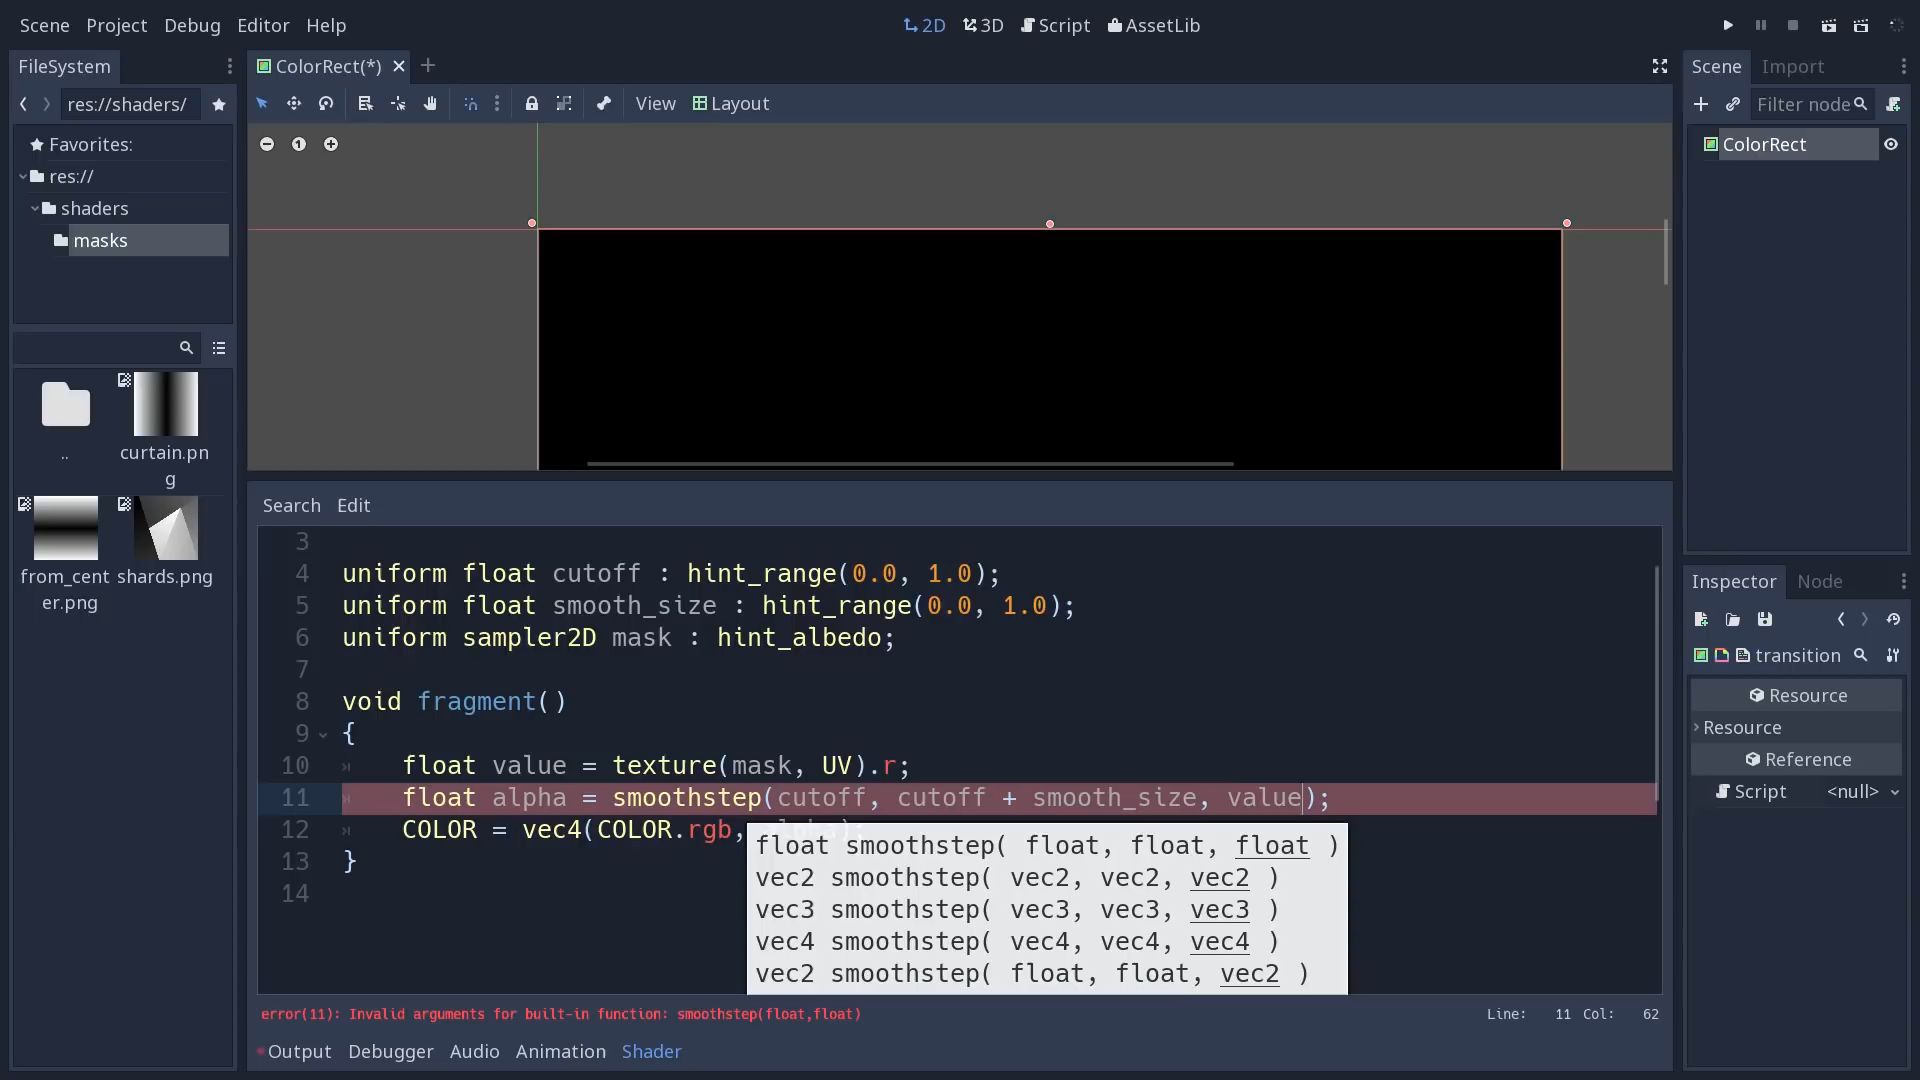 Scene Project Debug Editor Help
2D 3D Script AssetLib
FileSystem
ColorRect(*)
Scene Import
res://shaders/
View Layout
Filter node
Favorites:
res://
shaders
masks
ColorRect
..
curtain.pn
g
from_cent
er.png
shards.png
Search Edit
3
4 uniform float cutoff : hint_range(0.0, 1.0);
5 uniform float smooth_size : hint_range(0.0, 1.0);
6 uniform sampler2D mask : hint_albedo;
7
8 void fragment()
9 {
10 float value = texture(mask, UV).r;
11 float alpha = smoothstep(cutoff, cutoff + smooth_size, value);
12 COLOR = vec4(COLOR.rgb, alpha);
13 }
14
float smoothstep( float, float, float )
vec2 smoothstep( vec2, vec2, vec2 )
vec3 smoothstep( vec3, vec3, vec3 )
vec4 smoothstep( vec4, vec4, vec4 )
vec2 smoothstep( float, float, vec2 )
error(11): Invalid arguments for built-in function: smoothstep(float,float)
Line: 11 Col: 62
Output Debugger Audio Animation Shader
Inspector Node
transition
Resource
Resource
Reference
Script <null>